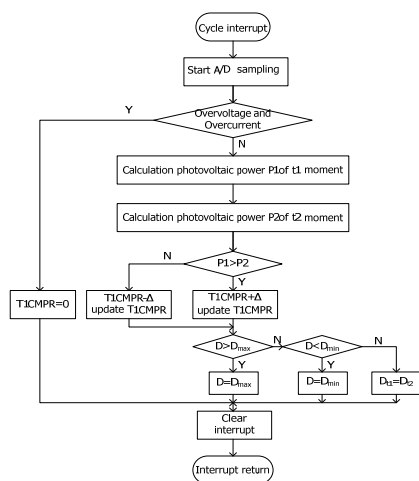 Cycle interrupt
Start A/D sampling
Overvoltage and
Overcurrent
Y
N
Calculation photovoltaic power P1of t1 moment
Calculation photovoltaic power P2of t2 moment
P1>P2
N
Y
T1CMPR=0
T1CMPR-Δ
update T1CMPR
T1CMPR+Δ
update T1CMPR
D>Dmax
N
D<Dmin
N
Y
Y
D=Dmax
D=Dmin
Dt1=Dt2
Clear
interrupt
Interrupt return